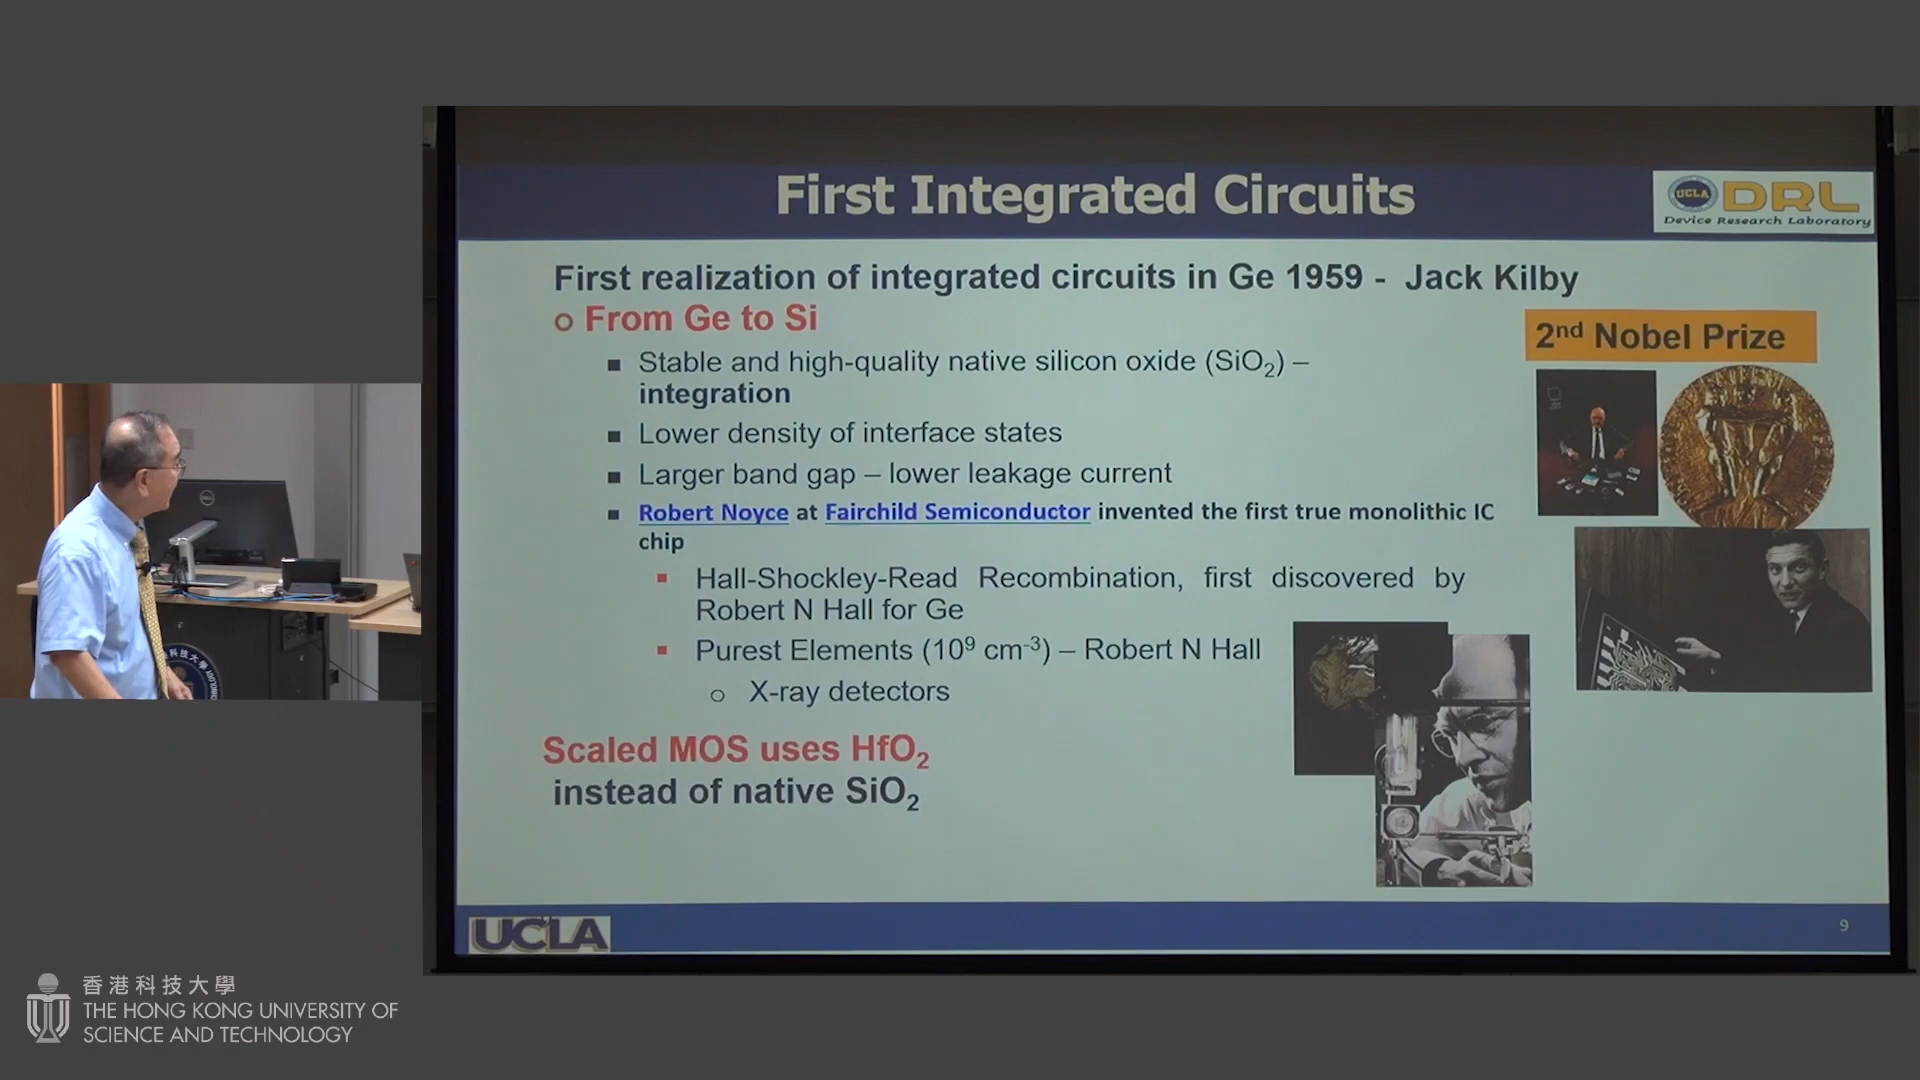 First Integrated Circuits
UCLA DRL
Device Research Laboratory
First realization of integrated circuits in Ge 1959 - Jack Kilby
o From Ge to Si
2nd Nobel Prize
▪ Stable and high-quality native silicon oxide (SiO₂) –
integration
▪ Lower density of interface states
▪ Larger band gap – lower leakage current
▪ Robert Noyce at Fairchild Semiconductor invented the first true monolithic IC
chip
▪ Hall-Shockley-Read Recombination, first discovered by
Robert N Hall for Ge
▪ Purest Elements (10⁹ cm⁻³) – Robert N Hall
o X-ray detectors
Scaled MOS uses HfO₂
instead of native SiO₂
UCLA
9
DELL
香港科技大學
THE HONG KONG UNIVERSITY OF
SCIENCE AND TECHNOLOGY